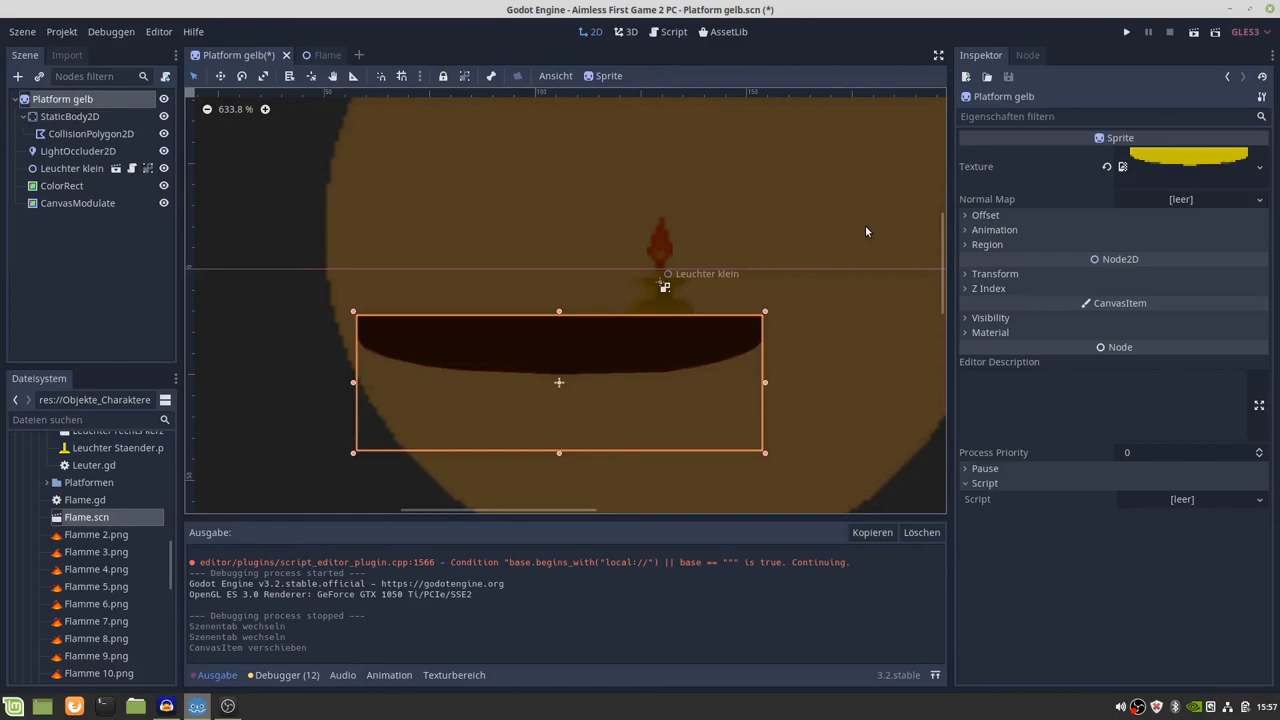 Godot Engine - Aimless First Game 2 PC - Platform gelb.scn (*)
Szene Projekt Debuggen Editor Hilfe
2D 3D Script AssetLib
GLES3
Szene Import
Nodes filtern
Platform gelb
StaticBody2D
CollisionPolygon2D
LightOccluder2D
Leuchter klein
ColorRect
CanvasModulate
Dateisystem
res://Objekte_Charaktere
Dateien suchen
Leuchter rechts kerz
Leuchter Staender.p
Leuter.gd
Platformen
Flame.gd
Flame.scn
Flamme 2.png
Flamme 3.png
Flamme 4.png
Flamme 5.png
Flamme 6.png
Flamme 7.png
Flamme 8.png
Flamme 9.png
Flamme 10.png
Platform gelb(*) Flame
Ansicht Sprite
50 100 150
633.8 %
0
50
Leuchter klein
Ausgabe: Kopieren Löschen
editor/plugins/script_editor_plugin.cpp:1566 - Condition "base.begins_with("local://") || base == """ is true. Continuing.
--- Debugging process started ---
Godot Engine v3.2.stable.official - https://godotengine.org
OpenGL ES 3.0 Renderer: GeForce GTX 1050 Ti/PCIe/SSE2
--- Debugging process stopped ---
Szenentab wechseln
Szenentab wechseln
CanvasItem verschieben
Ausgabe Debugger (12) Audio Animation Texturbereich 3.2.stable
Inspektor Node
Platform gelb
Eigenschaften filtern
Sprite
Texture
Normal Map [leer]
Offset
Animation
Region
Node2D
Transform
Z Index
CanvasItem
Visibility
Material
Node
Editor Description
Process Priority 0
Pause
Script
Script [leer]
15:57